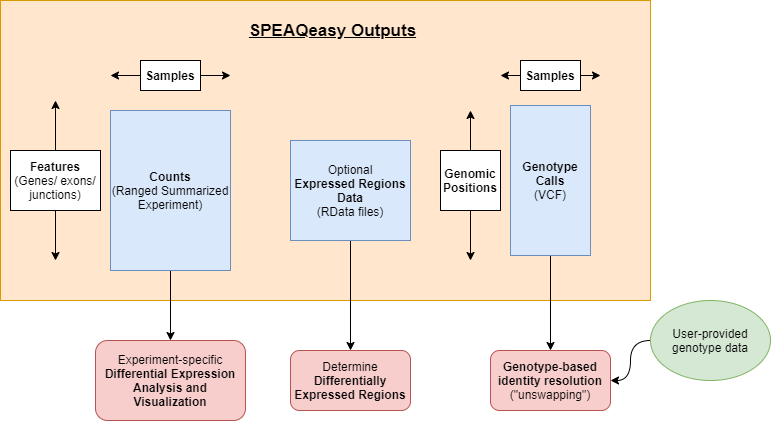 SPEAQeasy Outputs
Samples
Samples
Features
(Genes/ exons/
junctions)
Counts
(Ranged Summarized
Experiment)
Optional
Expressed Regions
Data
(RData files)
Genomic
Positions
Genotype
Calls
(VCF)
User-provided
genotype data
Experiment-specific
Differential Expression
Analysis and
Visualization
Determine
Differentially
Expressed Regions
Genotype-based
identity resolution
("unswapping")